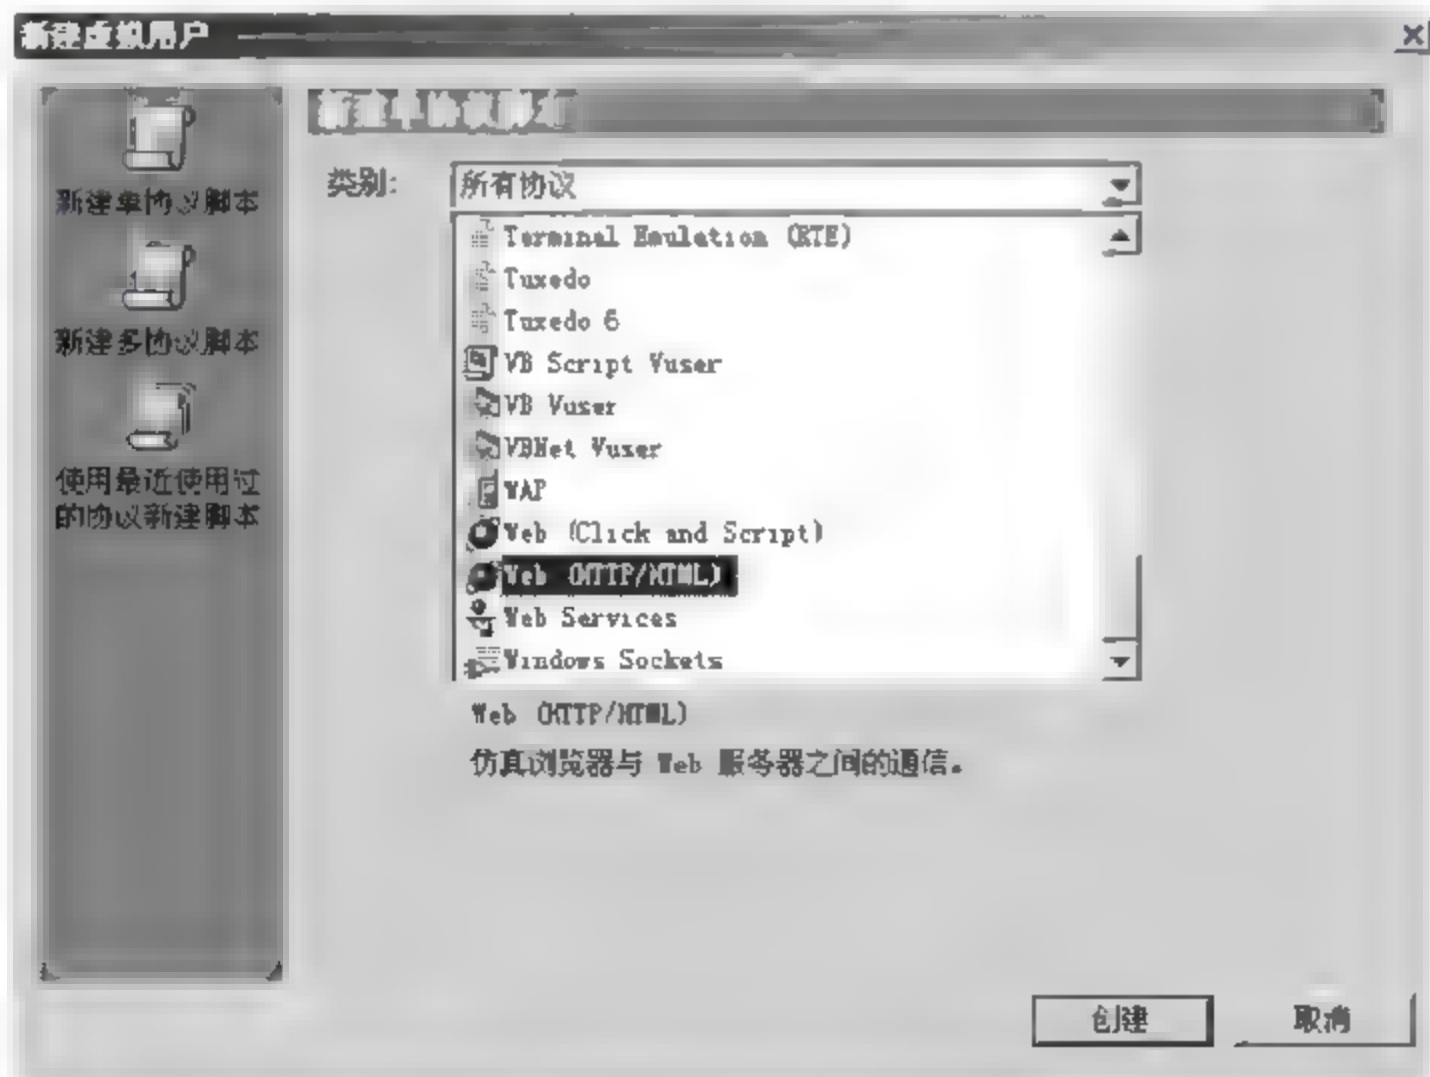 新建虚拟用户
新建单协议脚本
新建多协议脚本
使用最近使用过
的协议新建脚本
新建单协议脚本
类别:
所有协议
Terminal Emulation (RTE)
Tuxedo
Tuxedo 6
VB Script Vuser
VB Vuser
VBNet Vuser
WAP
Web (Click and Script)
Web (HTTP/HTML)
Web Services
Windows Sockets
Web (HTTP/HTML)
仿真浏览器与 Web 服务器之间的通信。
创建
取消